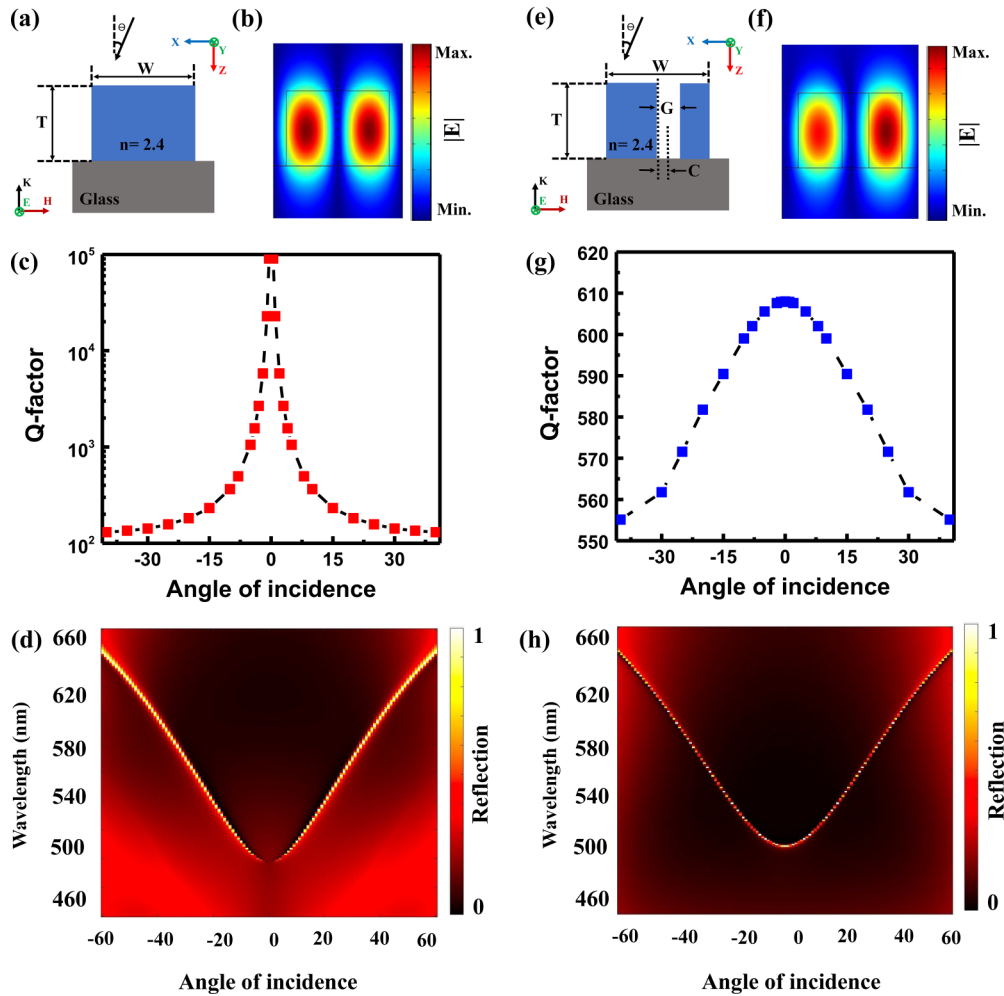 (a)
θ
X
Y
Z
W
T
n= 2.4
K
E
H
Glass
(b)
Max.
|E|
Min.
(e)
θ
X
Y
Z
W
T
G
n= 2.4
C
K
E
H
Glass
(f)
Max.
|E|
Min.
(c)
10^5
10^4
10^3
10^2
Q-factor
-30 -15 0 15 30
Angle of incidence
(g)
620
610
600
590
580
570
560
550
Q-factor
-30 -15 0 15 30
Angle of incidence
(d)
660
620
580
540
500
460
Wavelength (nm)
-60 -40 -20 0 20 40 60
Angle of incidence
1
Reflection
0
(h)
660
620
580
540
500
460
Wavelength (nm)
-60 -40 -20 0 20 40 60
Angle of incidence
1
Reflection
0